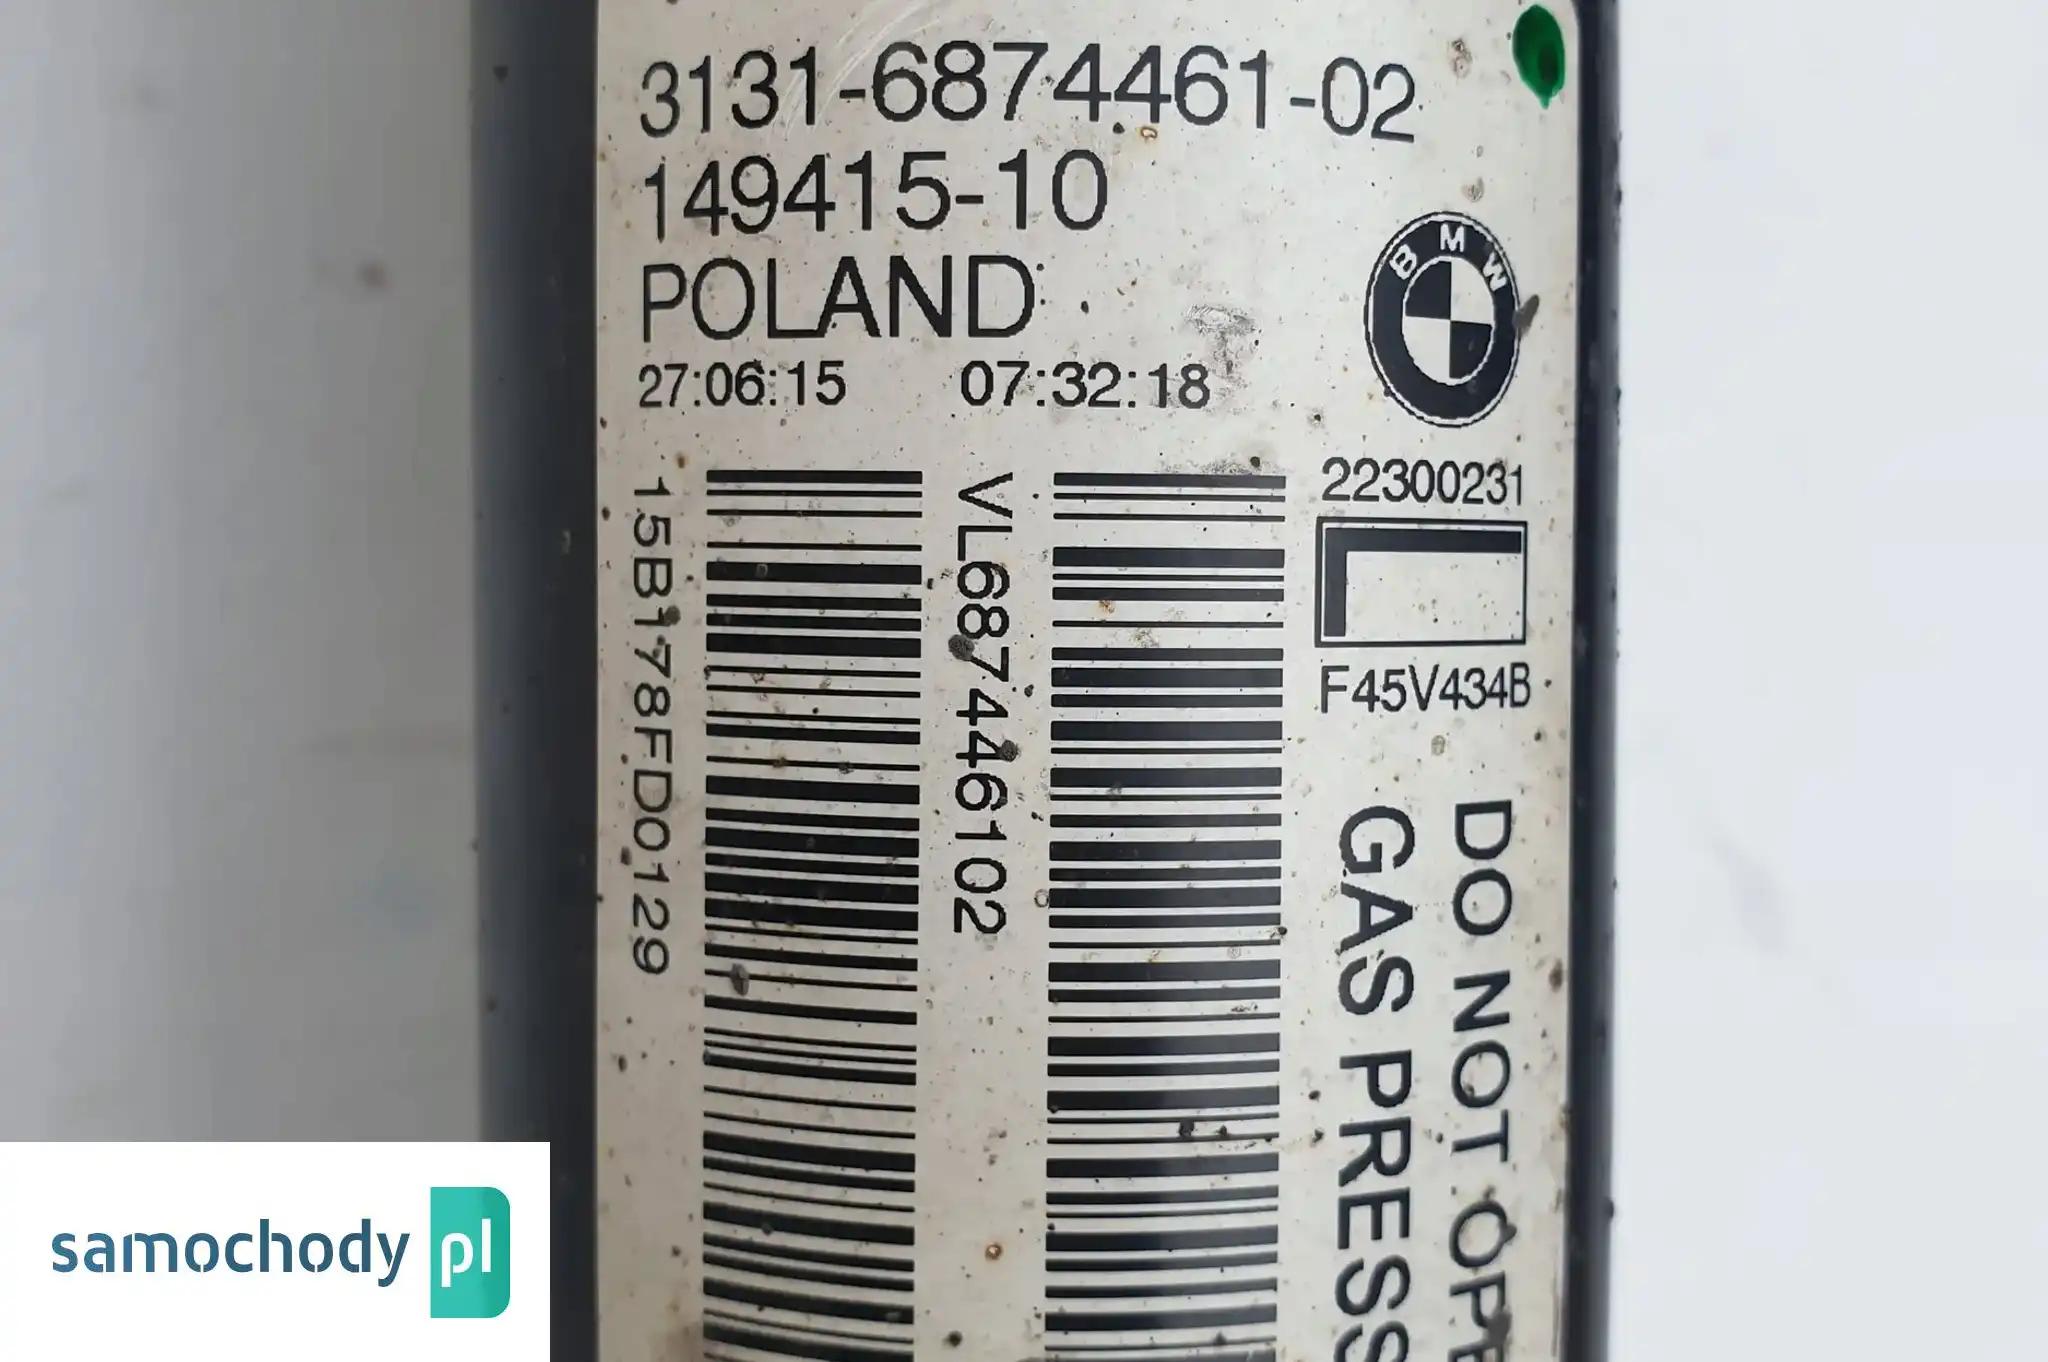 3131-6874461-02
149415-10
POLAND
27:06:15 07:32:18
BMW
22300231
L
F45V434B
15B178FD0129
VL687446102
DO NOT OPE
GAS PRESS
samochody pl